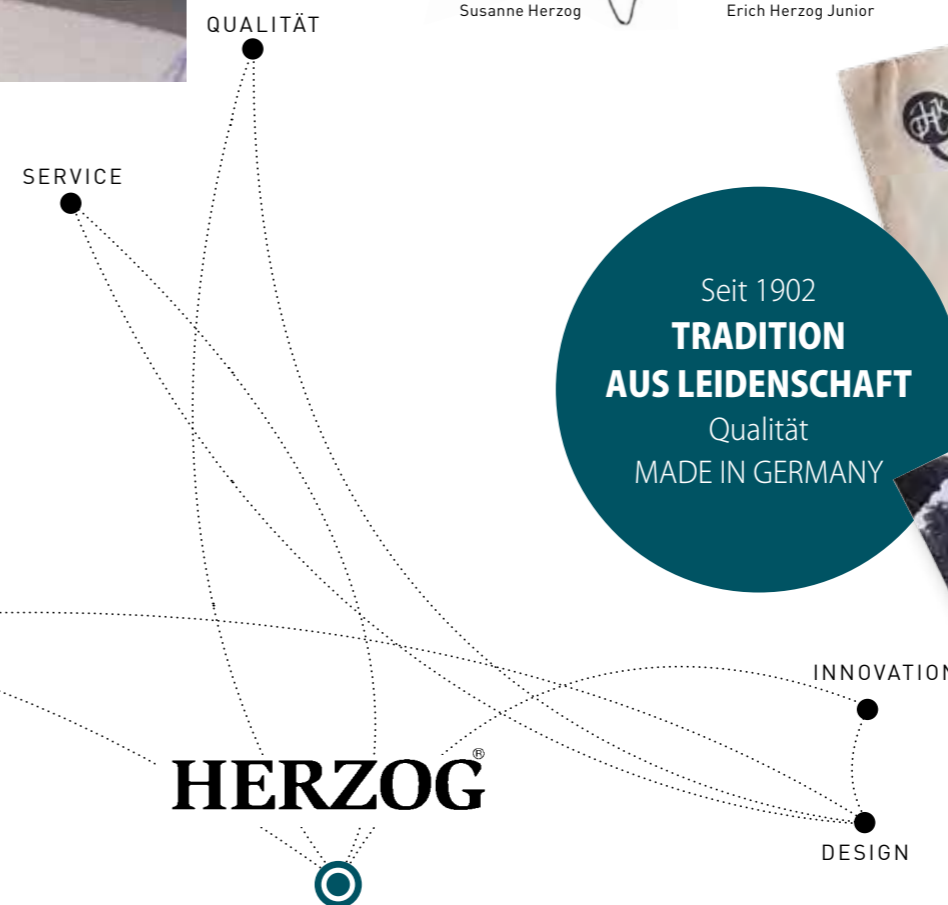 Susanne Herzog
Erich Herzog Junior
QUALITÄT
SERVICE
Seit 1902
TRADITION
AUS LEIDENSCHAFT
Qualität
MADE IN GERMANY
INNOVATION
HERZOG®
DESIGN